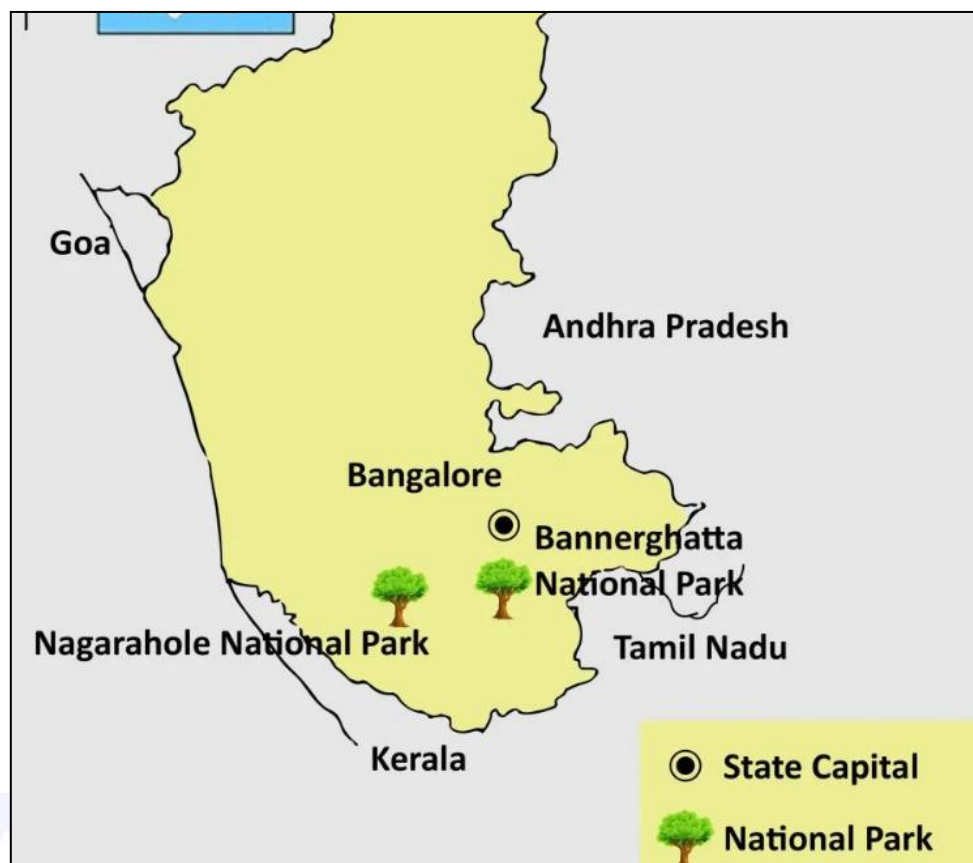 Goa
Andhra Pradesh
Bangalore
Bannerghatta
National Park
Nagarahole National Park
Tamil Nadu
Kerala
State Capital
National Park